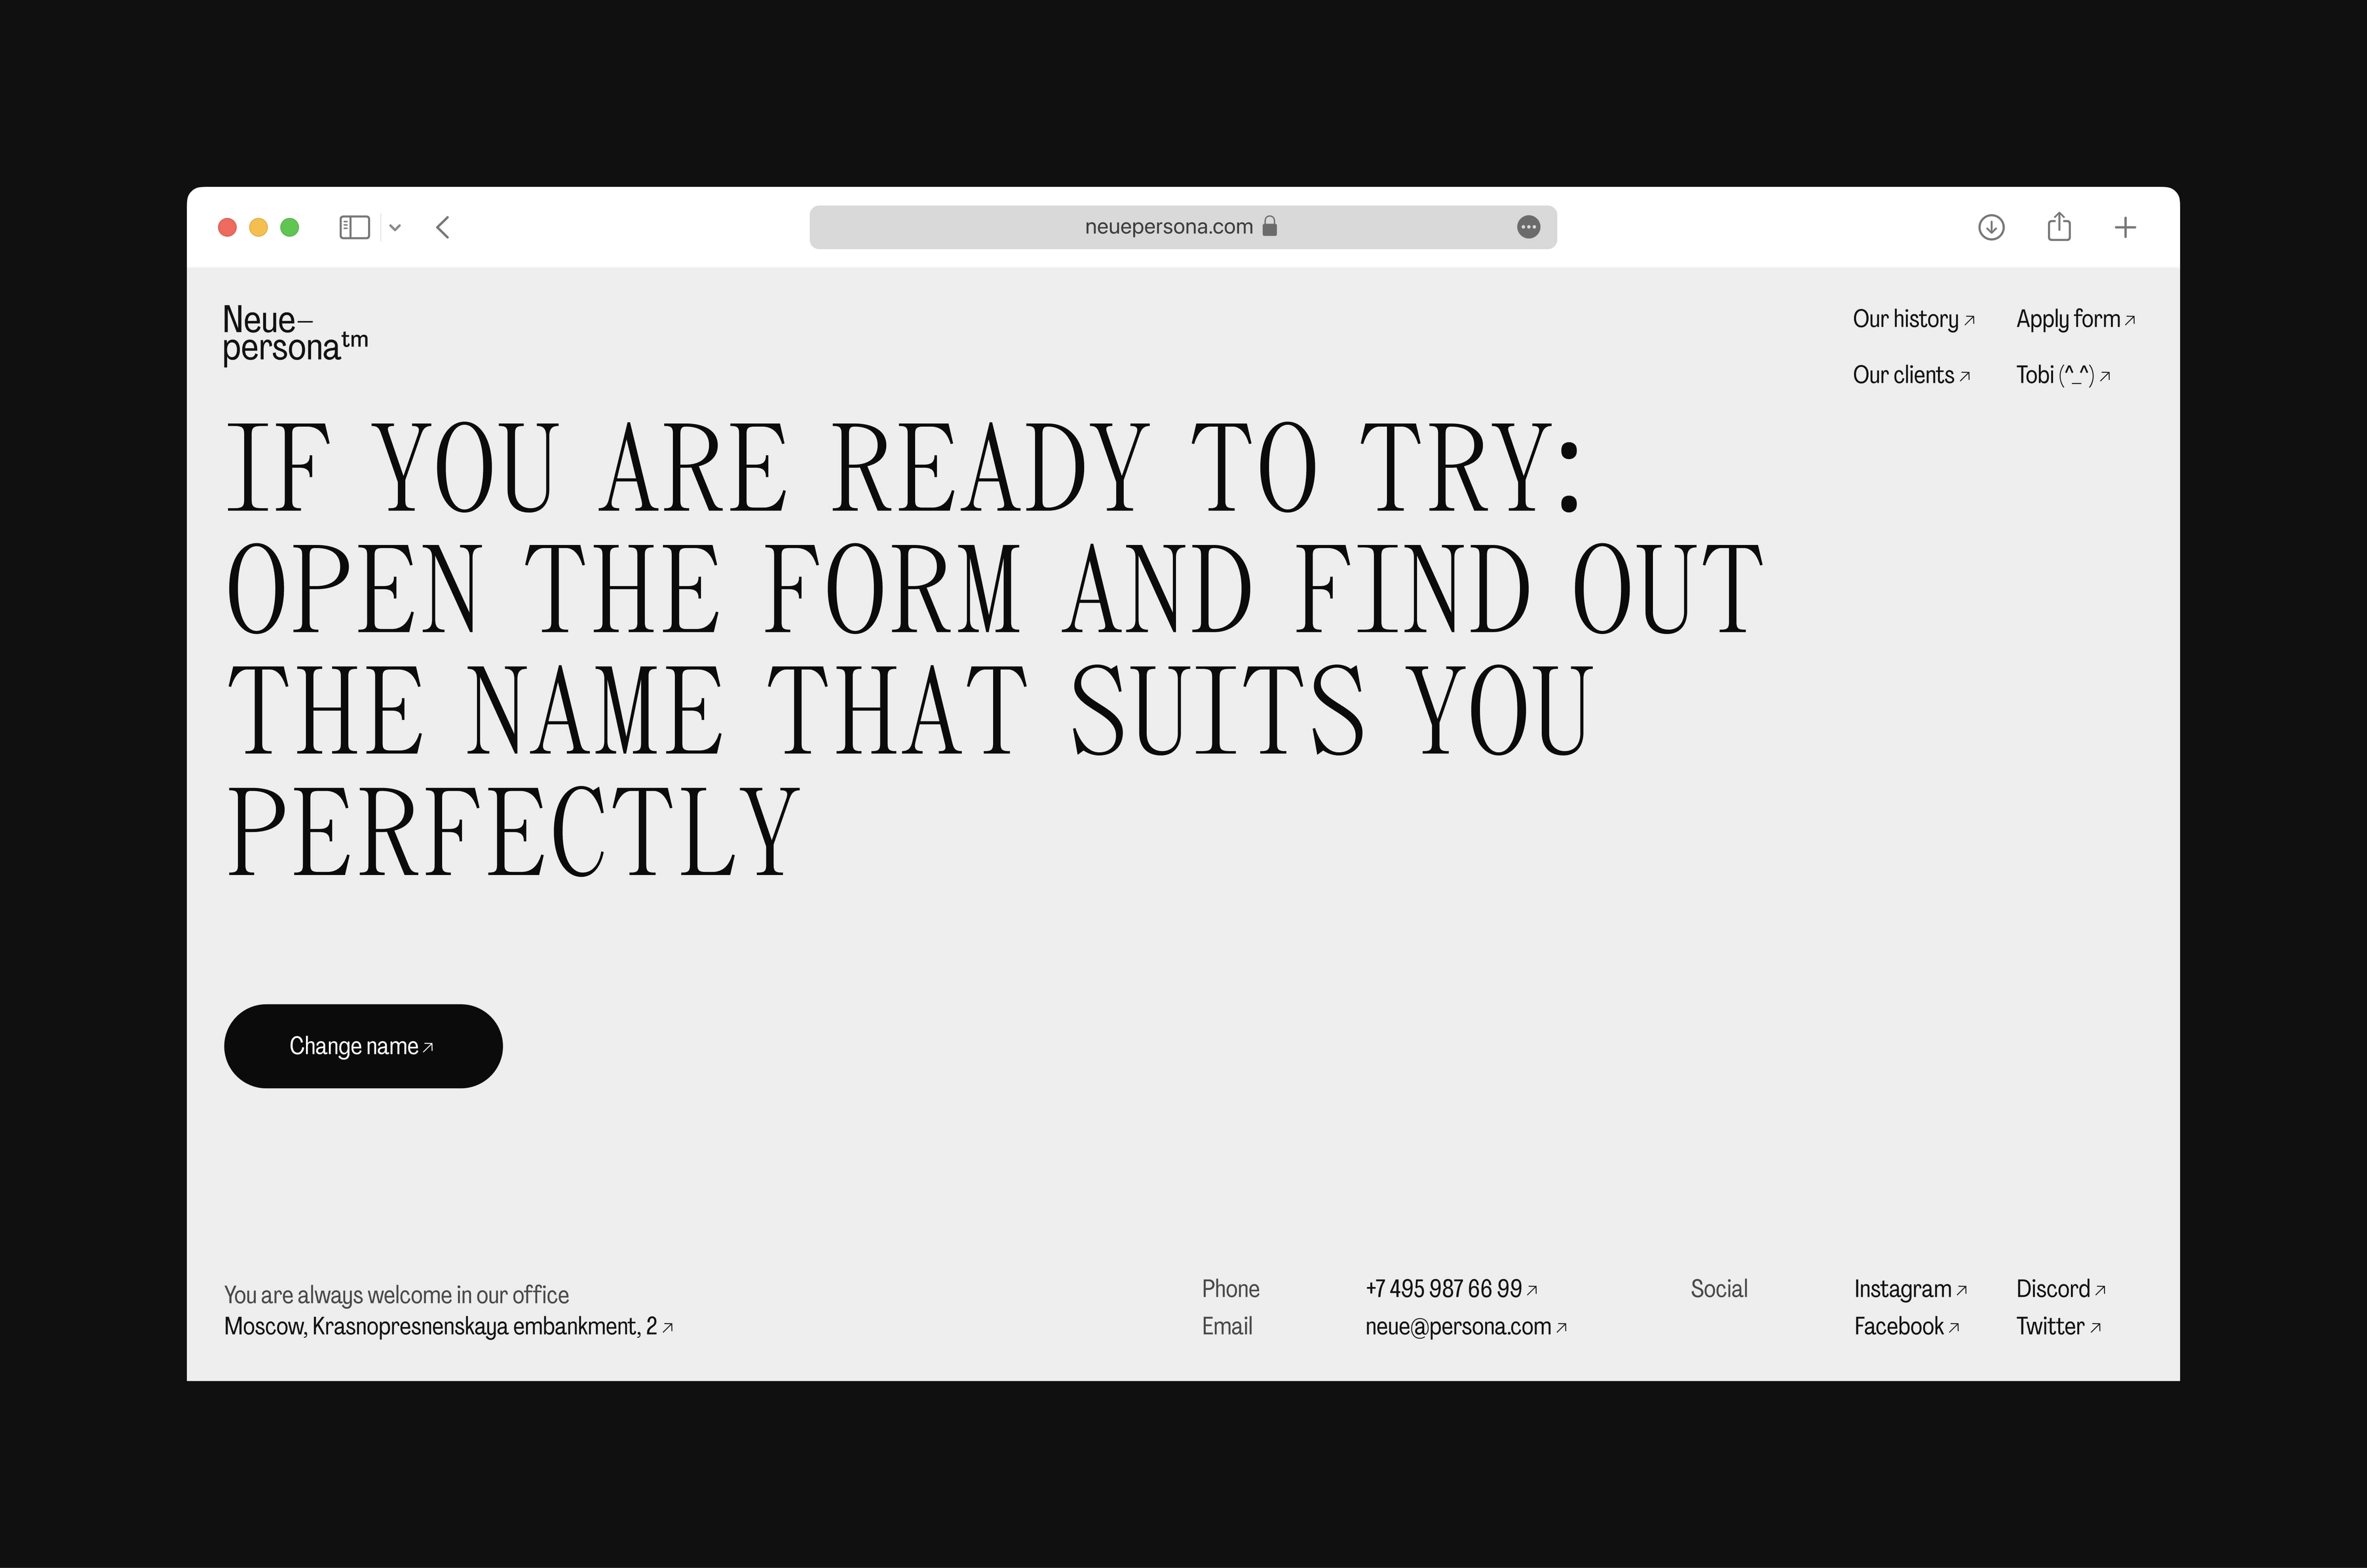 neuepersona.com
Neue–
persona™
Our history ↗ Apply form ↗
Our clients ↗ Tobi (^_^) ↗
IF YOU ARE READY TO TRY:
OPEN THE FORM AND FIND OUT
THE NAME THAT SUITS YOU
PERFECTLY
Change name ↗
You are always welcome in our office
Moscow, Krasnopresnenskaya embankment, 2 ↗
Phone +7 495 987 66 99 ↗
Email neue@persona.com ↗
Social Instagram ↗ Discord ↗
Facebook ↗ Twitter ↗